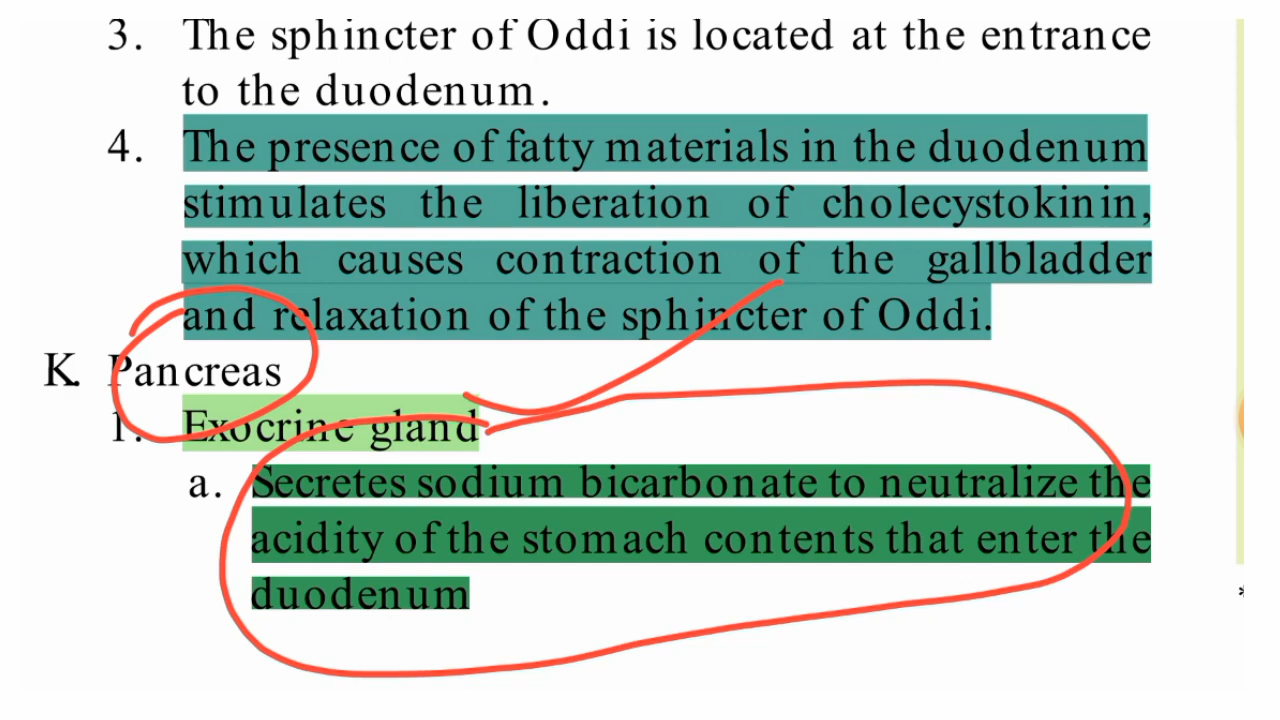 3. The sphincter of Oddi is located at the entrance
to the duodenum.
4. The presence of fatty materials in the duodenum
stimulates the liberation of cholecystokinin,
which causes contraction of the gallbladder
and relaxation of the sphincter of Oddi.
K. Pancreas
1. Exocrine gland
a. Secretes sodium bicarbonate to neutralize the
acidity of the stomach contents that enter the
duodenum
*